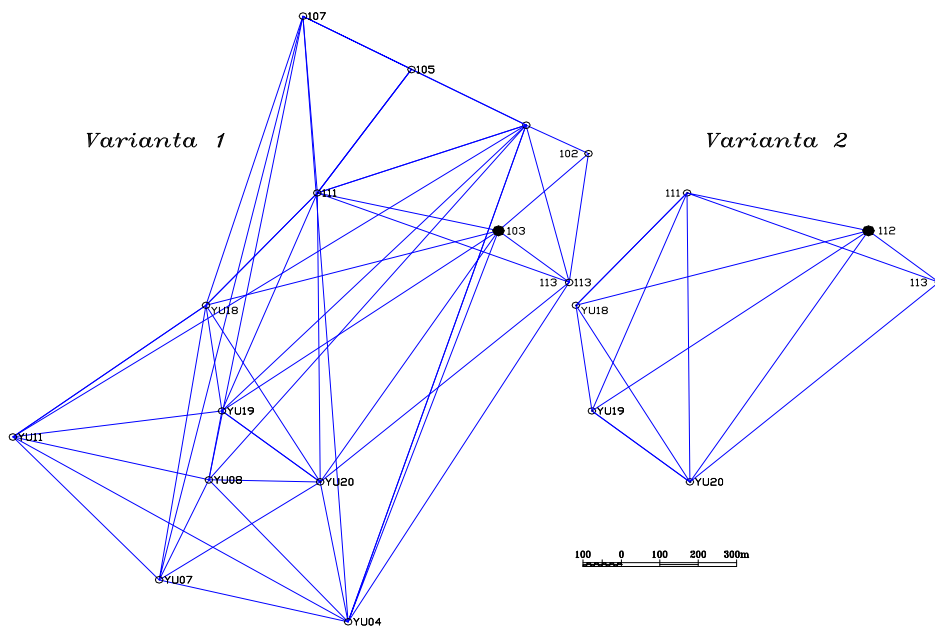 107
105
Varianta 1
Varianta 2
102
111
111
103
112
113 113
113
YU18
YU18
YU19
YU19
YU11
YU08
YU20
YU20
100 0 100 200 300m
YU07
YU04